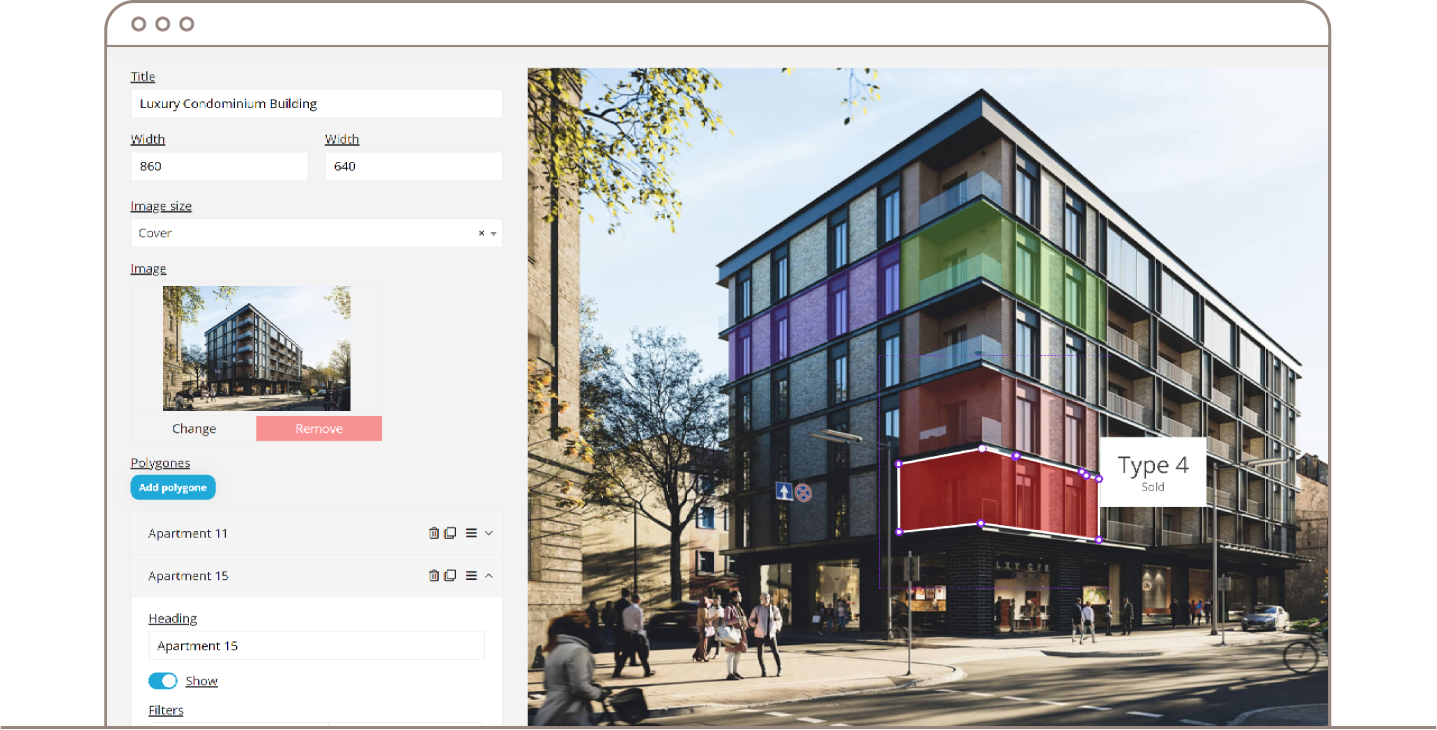 Title
Luxury Condominium Building
Width Width
860 640
Image size
Cover
Image
Change Remove
Polygones
Add polygone
Apartment 11
Apartment 15
Heading
Apartment 15
Show
Filters
Type 4
Sold
LXY CFE